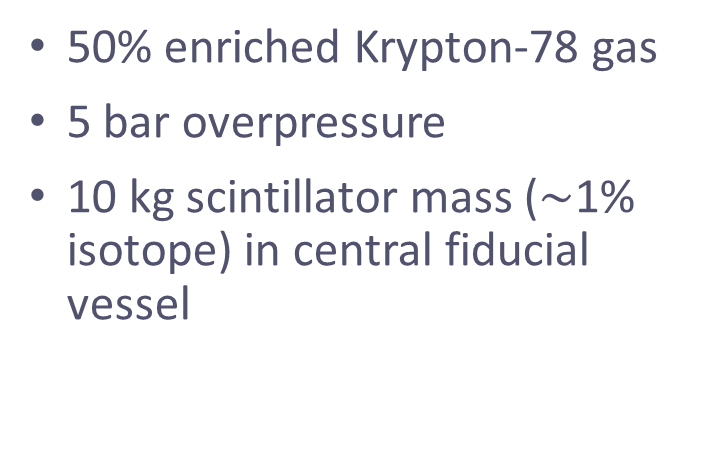 • 50% enriched Krypton-78 gas
• 5 bar overpressure
• 10 kg scintillator mass (~1%
isotope) in central fiducial
vessel